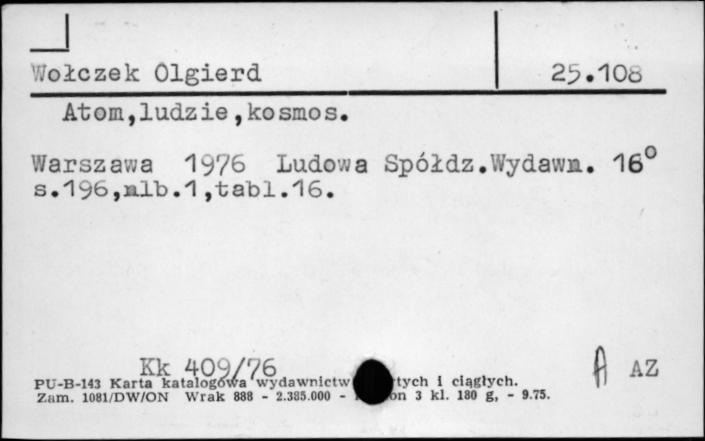 Wołczek Olgierd 25.108
Atom,ludzie,kosmos.
Warszawa 1976 Ludowa Spółdz.Wydawn. 16°
s.196,nlb.1,tabl.16.
Kk 409/76 A AZ
PU-B-143 Karta katalogowa wydawnictw tych i ciągłych.
Zam. 1081/DW/ON Wrak 888 - 2.385.000 - on 3 kl. 180 g, - 9.75.